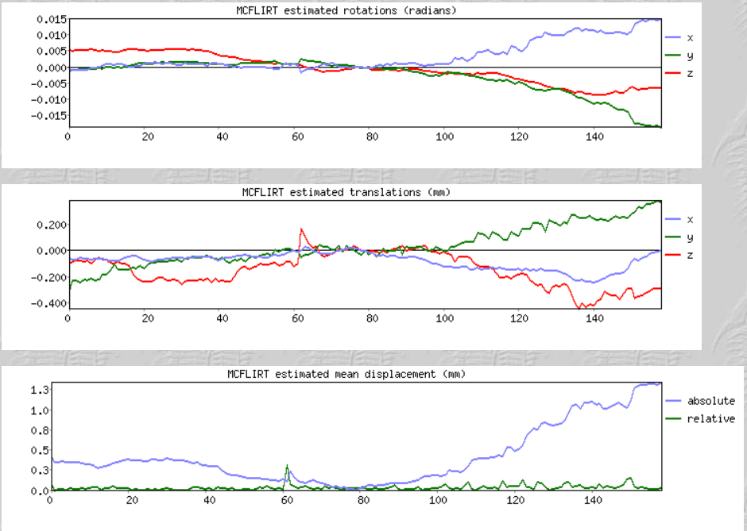 MCFLIRT estimated rotations (radians)
0.015
0.010
0.005
0.000
-0.005
-0.010
-0.015
0 20 40 60 80 100 120 140
x
y
z
MCFLIRT estimated translations (mm)
0.200
0.000
-0.200
-0.400
0 20 40 60 80 100 120 140
x
y
z
MCFLIRT estimated mean displacement (mm)
1.3
1.0
0.8
0.5
0.3
0.0
0 20 40 60 80 100 120 140
absolute
relative